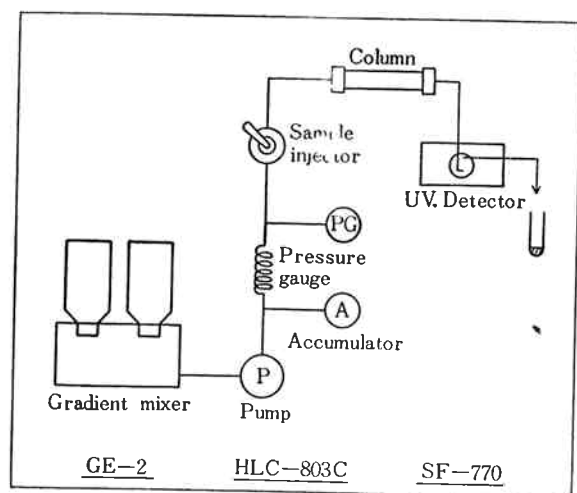 Column
Sample
injector
L
UV. Detector
PG
Pressure
gauge
A
Accumulator
P
Gradient mixer
Pump
GE-2 HLC-803C SF-770